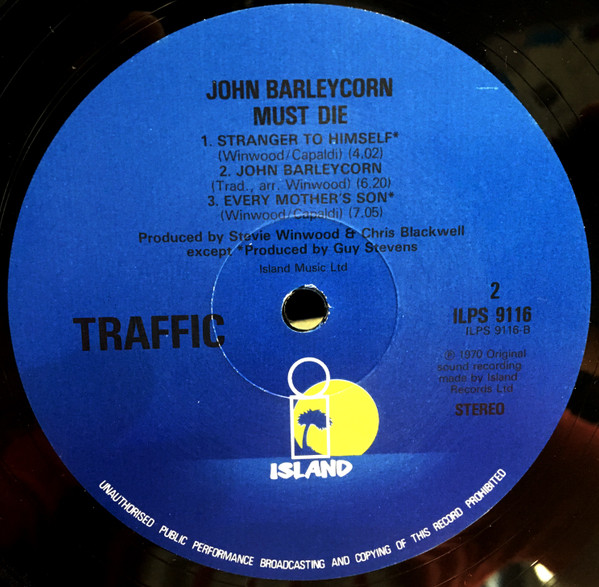 JOHN BARLEYCORN
MUST DIE
1. STRANGER TO HIMSELF*
(Winwood/Capaldi) (4.02)
2. JOHN BARLEYCORN
(Trad., arr. Winwood) (6.20)
3. EVERY MOTHER'S SON*
(Winwood/Capaldi) (7.05)
Produced by Stevie Winwood & Chris Blackwell
except *Produced by Guy Stevens
Island Music Ltd
TRAFFIC
2
ILPS 9116
ILPS 9116-B
℗ 1970 Original
sound recording
made by Island
Records Ltd
STEREO
ISLAND
UNAUTHORISED PUBLIC PERFORMANCE BROADCASTING AND COPYING OF THIS RECORD PROHIBITED